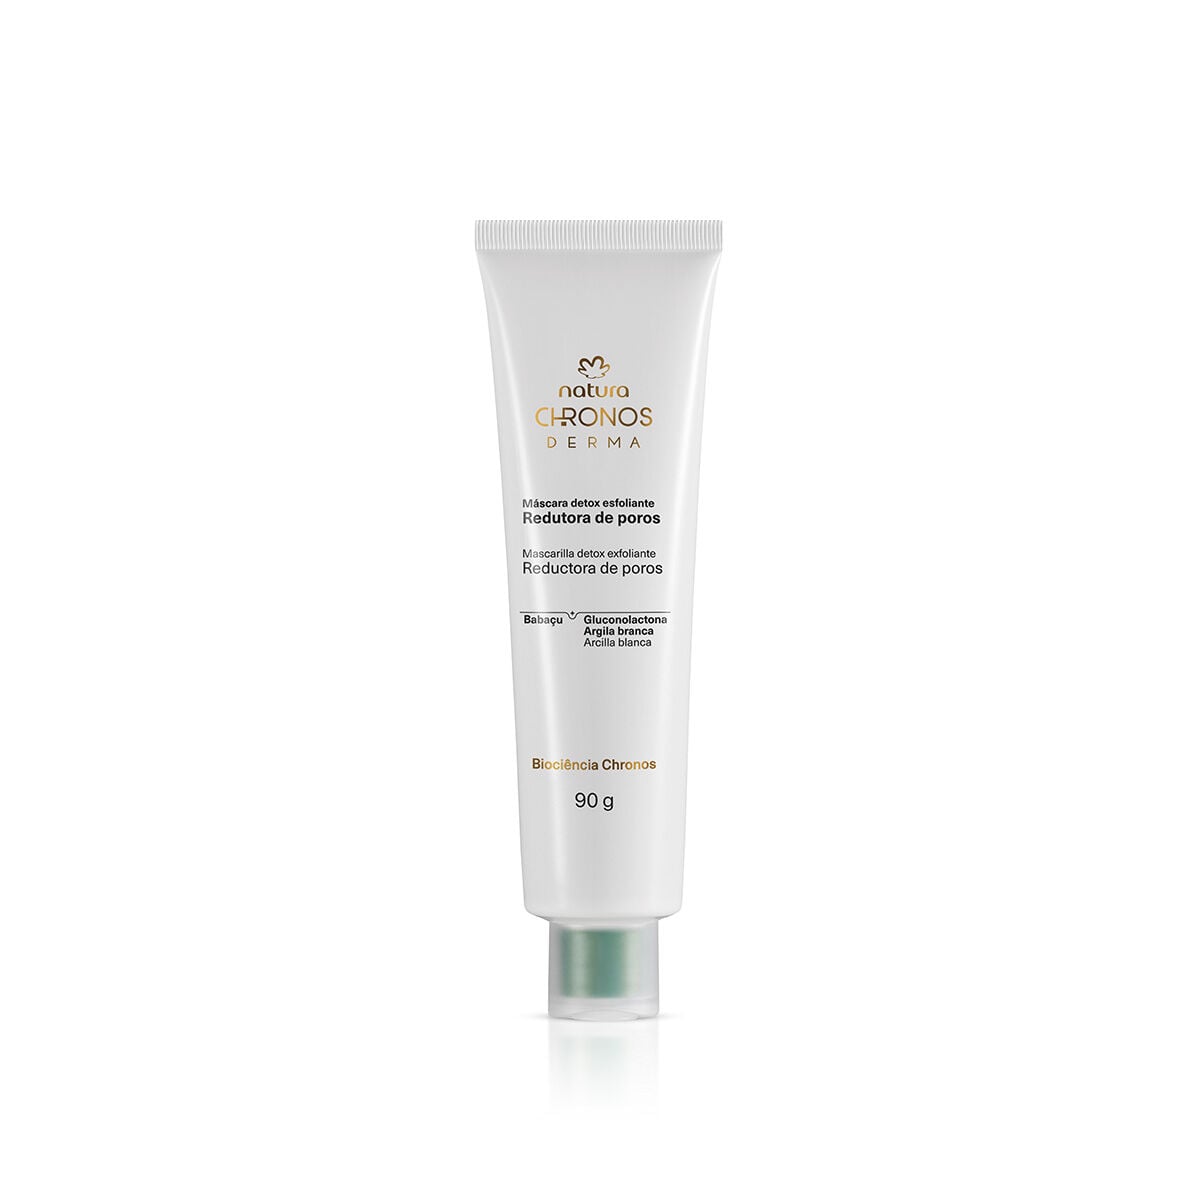 natura
CHRONOS
DERMA
Máscara detox esfoliante
Redutora de poros
Mascarilla detox exfoliante
Reductora de poros
Babaçu + Gluconolactona
Argila branca
Arcilla blanca
Biociência Chronos
90 g